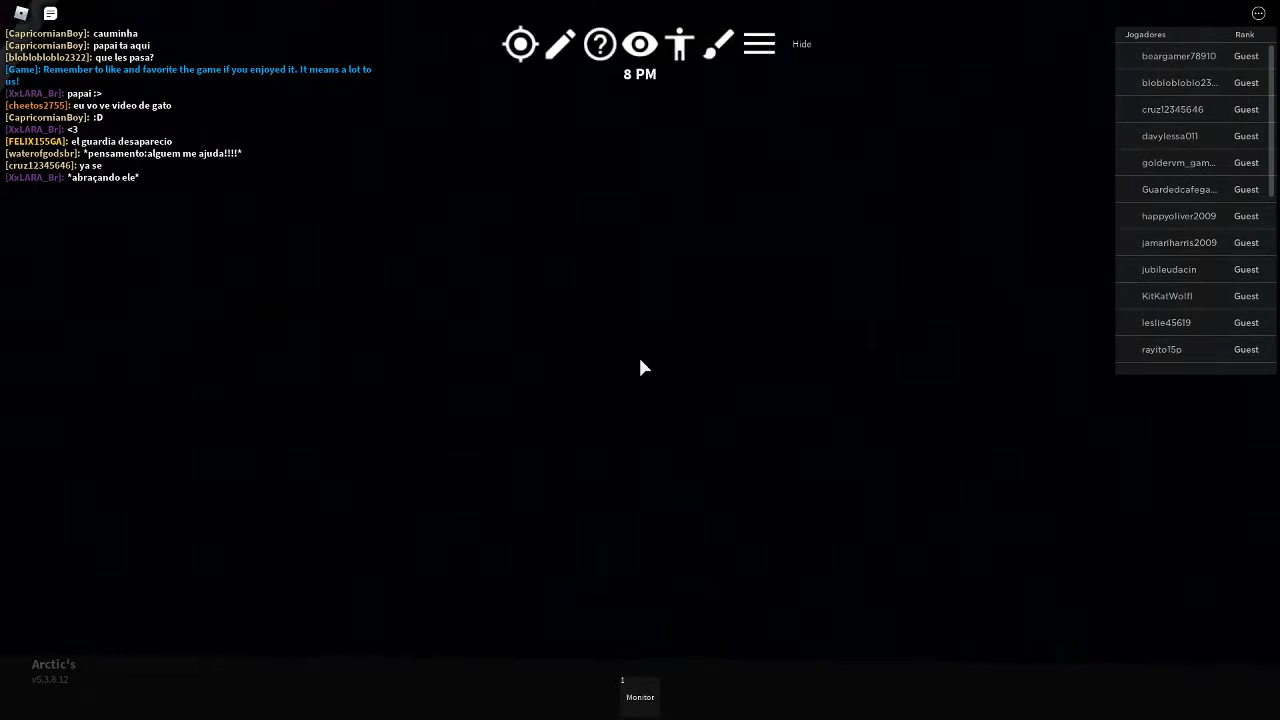 [CapricornianBoy]: cauminha
[CapricornianBoy]: papai ta aqui
[bloblobloblo2322]: que les pasa?
[Game]: Remember to like and favorite the game if you enjoyed it. It means a lot to
us!
[XxLARA_Br]: papai :>
[cheetos2755]: eu vo ve video de gato
[CapricornianBoy]: :D
[XxLARA_Br]: <3
[FELIX155GA]: el guardia desaparecio
[waterofgodsbr]: *pensamento:alguem me ajuda!!!!*
[cruz12345646]: ya se
[XxLARA_Br]: *abraçando ele*
Hide
8 PM
Jogadores Rank
beargamer78910 Guest
bloblobloblo23... Guest
cruz12345646 Guest
davylessa011 Guest
goldervm_gam... Guest
Guardedcafega... Guest
happyoliver2009 Guest
jamariharris2009 Guest
jubileudacin Guest
KitKatWolfI Guest
leslie45619 Guest
rayito15p Guest
Arctic's
v5.3.8.12
1
Monitor